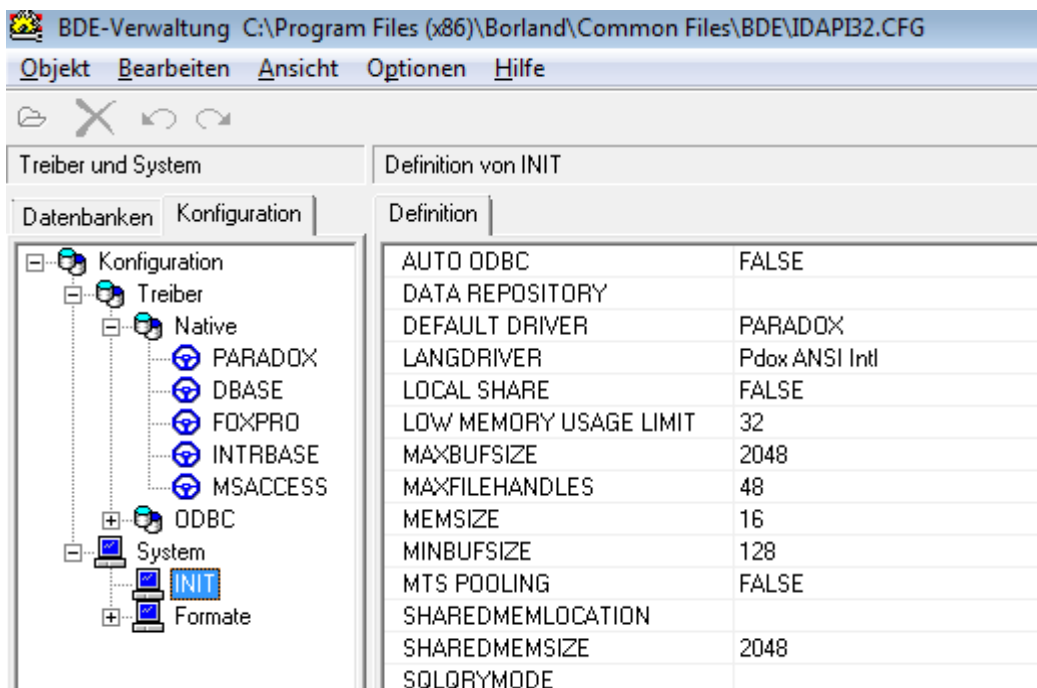 BDE-Verwaltung C:\Program Files (x86)\Borland\Common Files\BDE\IDAPI32.CFG
Objekt Bearbeiten Ansicht Optionen Hilfe
Treiber und System
Definition von INIT
Datenbanken Konfiguration
Definition
Konfiguration
Treiber
Native
PARADOX
DBASE
FOXPRO
INTRBASE
MSACCESS
ODBC
System
INIT
Formate
AUTO ODBC FALSE
DATA REPOSITORY
DEFAULT DRIVER PARADOX
LANGDRIVER Pdox ANSI Intl
LOCAL SHARE FALSE
LOW MEMORY USAGE LIMIT 32
MAXBUFSIZE 2048
MAXFILEHANDLES 48
MEMSIZE 16
MINBUFSIZE 128
MTS POOLING FALSE
SHAREDMEMLOCATION
SHAREDMEMSIZE 2048
SQLQRYMODE